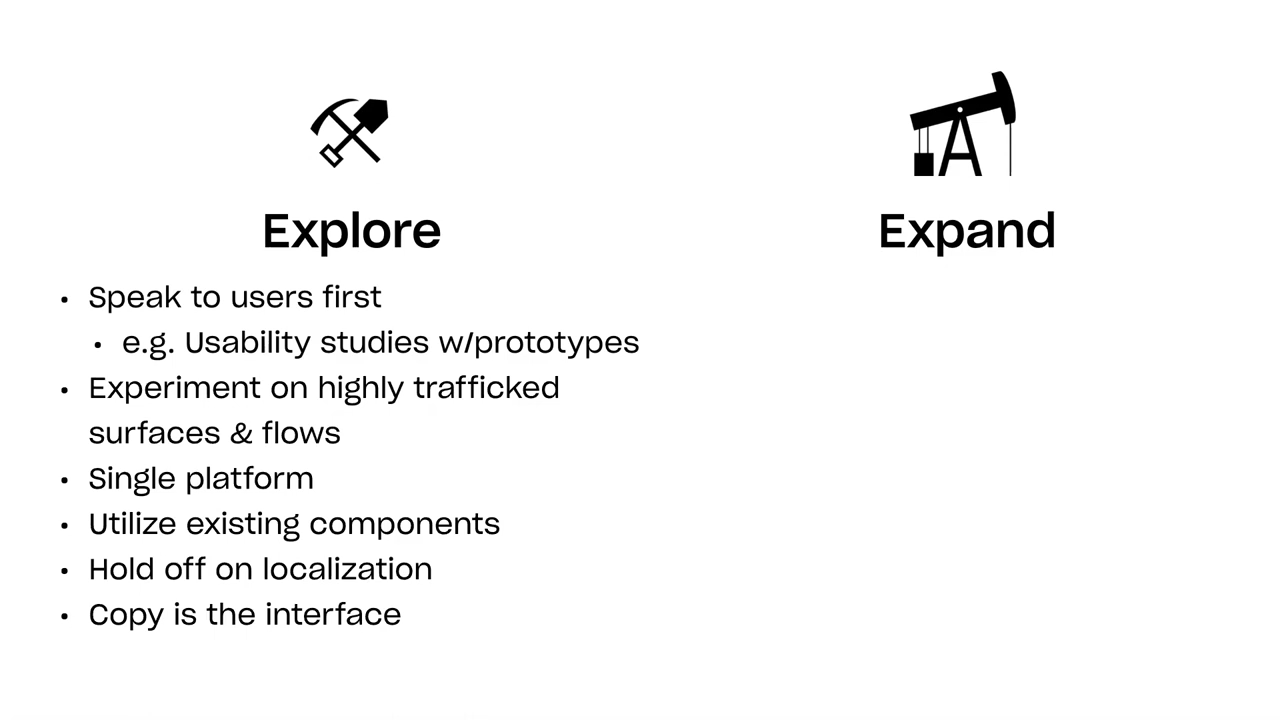 Explore
Expand
• Speak to users first
• e.g. Usability studies w/prototypes
• Experiment on highly trafficked
surfaces & flows
• Single platform
• Utilize existing components
• Hold off on localization
• Copy is the interface